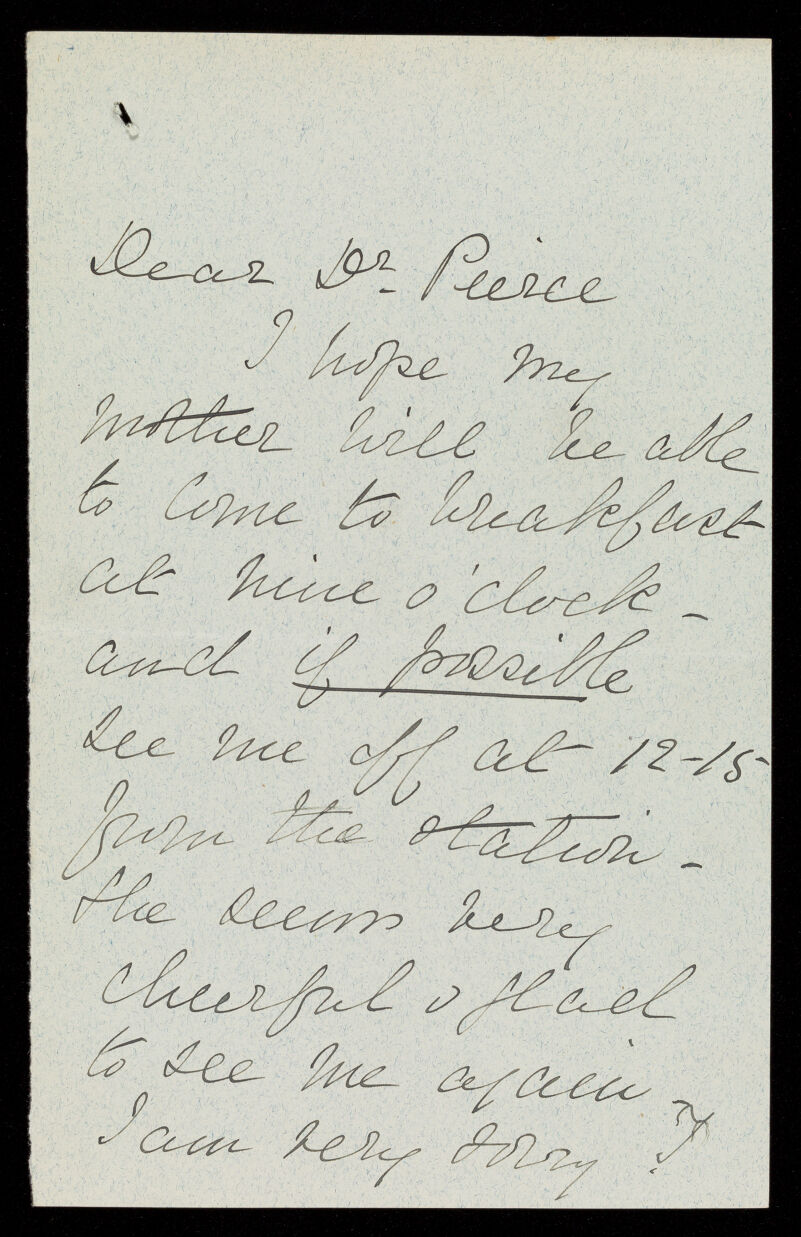 Dear Dr. Pierce
I hope my
mother will be able
to come to breakfast
at nine o'clock -
and if possible
see me off at 12-15
from the station -
She seems very
cheerful & glad
to see me again -
I am very sorry I